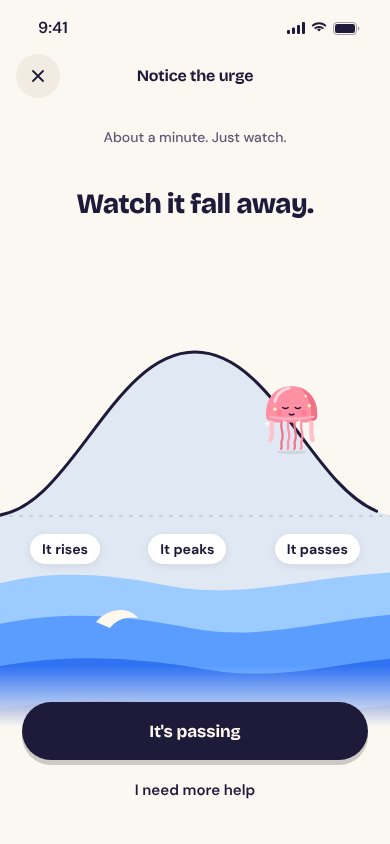 9:41
Notice the urge
About a minute. Just watch.
Watch it fall away.
It rises
It peaks
It passes
It's passing
I need more help